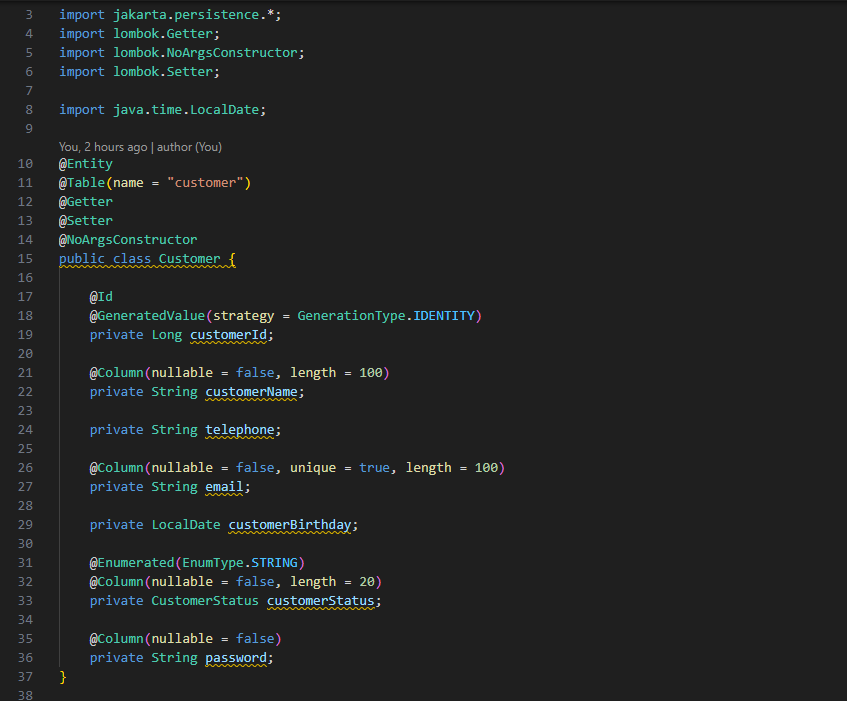 3 import jakarta.persistence.*;
4 import lombok.Getter;
5 import lombok.NoArgsConstructor;
6 import lombok.Setter;
7
8 import java.time.LocalDate;
9
You, 2 hours ago | author (You)
10 @Entity
11 @Table(name = "customer")
12 @Getter
13 @Setter
14 @NoArgsConstructor
15 public class Customer {
16
17 @Id
18 @GeneratedValue(strategy = GenerationType.IDENTITY)
19 private Long customerId;
20
21 @Column(nullable = false, length = 100)
22 private String customerName;
23
24 private String telephone;
25
26 @Column(nullable = false, unique = true, length = 100)
27 private String email;
28
29 private LocalDate customerBirthday;
30
31 @Enumerated(EnumType.STRING)
32 @Column(nullable = false, length = 20)
33 private CustomerStatus customerStatus;
34
35 @Column(nullable = false)
36 private String password;
37 }
38